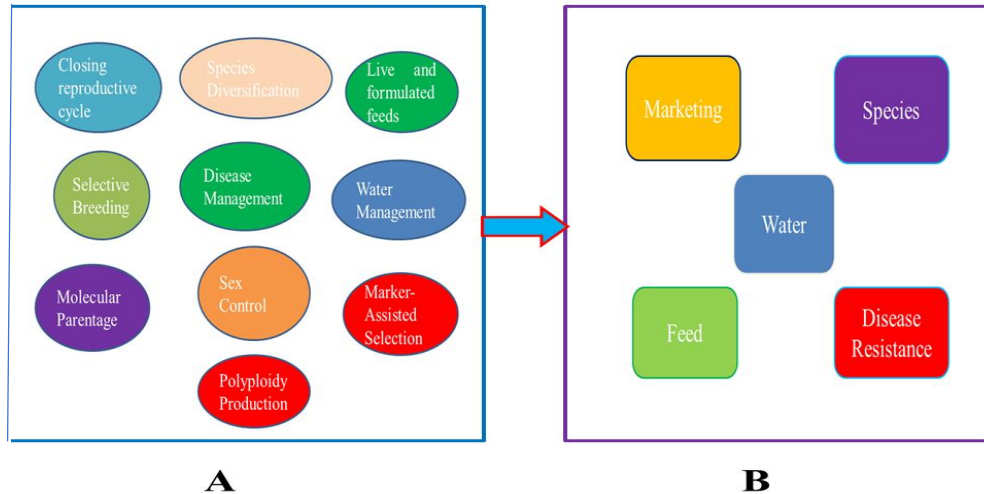 Closing
reproductive
cycle
Species
Diversification
Live and
formulated
feeds
Selective
Breeding
Disease
Management
Water
Management
Molecular
Parentage
Sex
Control
Marker-
Assisted
Selection
Polyploidy
Production
A
Marketing
Species
Water
Feed
Disease
Resistance
B